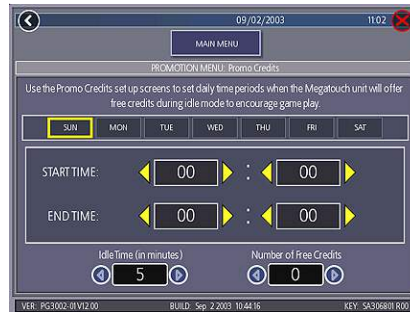 09/02/2003 11:02
MAIN MENU
PROMOTION MENU: Promo Credits
Use the Promo Credits set up screens to set daily time periods when the Megatouch unit will offer
free credits during idle mode to encourage game play.
SUN MON TUE WED THU FRI SAT
START TIME: 00 : 00
END TIME: 00 : 00
Idle Time (in minutes) Number of Free Credits
5 0
VER: PG3002-01V12.00 BUILD: Sep 2 2003 10:44:16 KEY: SA306801 R00